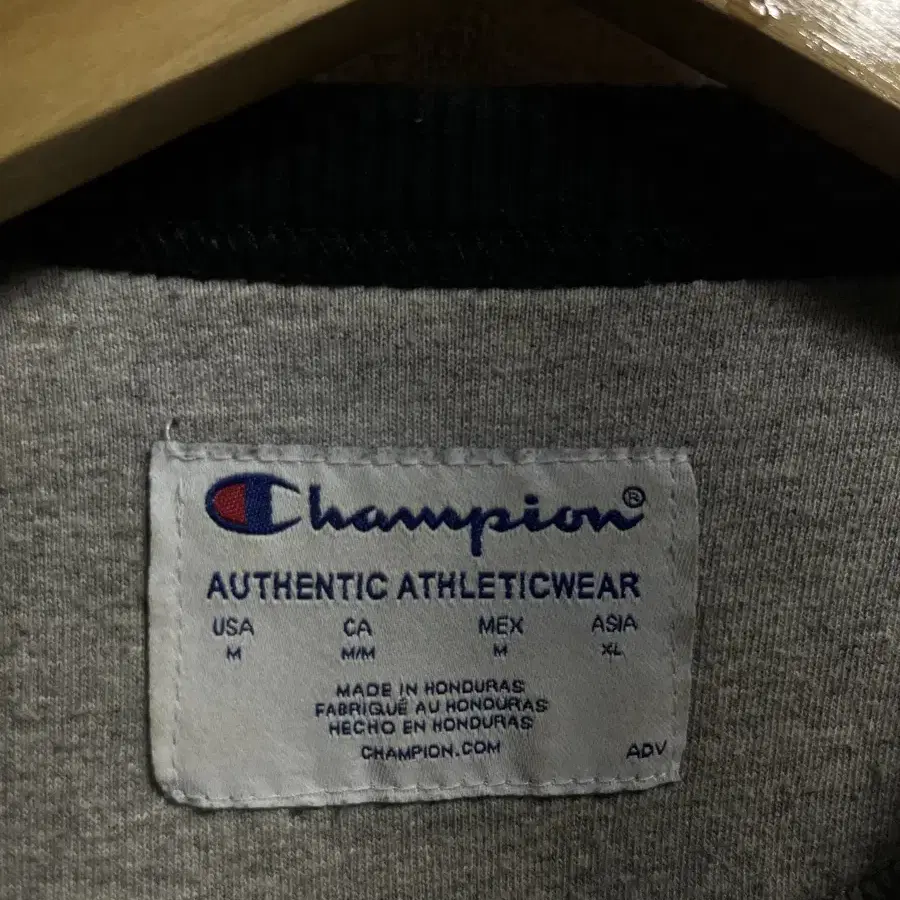 Champion®
AUTHENTIC ATHLETICWEAR
USA CA MEX ASIA
M M/M M XL
MADE IN HONDURAS
FABRIQUÉ AU HONDURAS
HECHO EN HONDURAS
CHAMPION.COM ADV